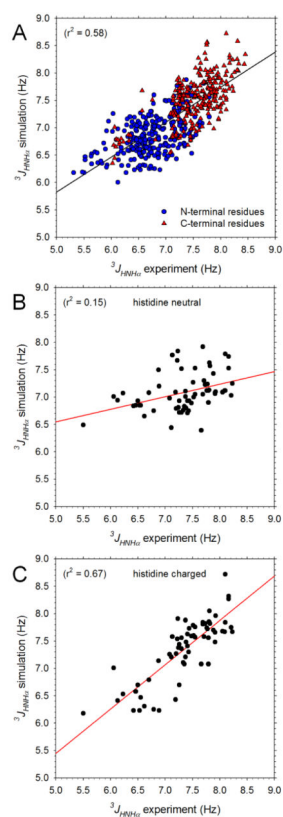 A
(r² = 0.58)
9.0
8.5
8.0
7.5
7.0
6.5
6.0
5.5
5.0
³J_HNHα simulation (Hz)
N-terminal residues
C-terminal residues
5.0 5.5 6.0 6.5 7.0 7.5 8.0 8.5 9.0
³J_HNHα experiment (Hz)
B
(r² = 0.15) histidine neutral
9.0
8.5
8.0
7.5
7.0
6.5
6.0
5.5
5.0
³J_HNHα simulation (Hz)
5.0 5.5 6.0 6.5 7.0 7.5 8.0 8.5 9.0
³J_HNHα experiment (Hz)
C
(r² = 0.67) histidine charged
9.0
8.5
8.0
7.5
7.0
6.5
6.0
5.5
5.0
³J_HNHα simulation (Hz)
5.0 5.5 6.0 6.5 7.0 7.5 8.0 8.5 9.0
³J_HNHα experiment (Hz)